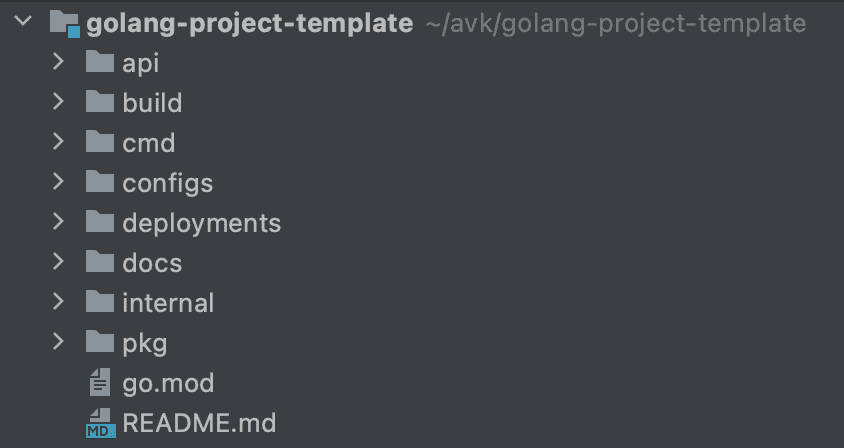 golang-project-template ~/avk/golang-project-template
api
build
cmd
configs
deployments
docs
internal
pkg
go.mod
MD README.md